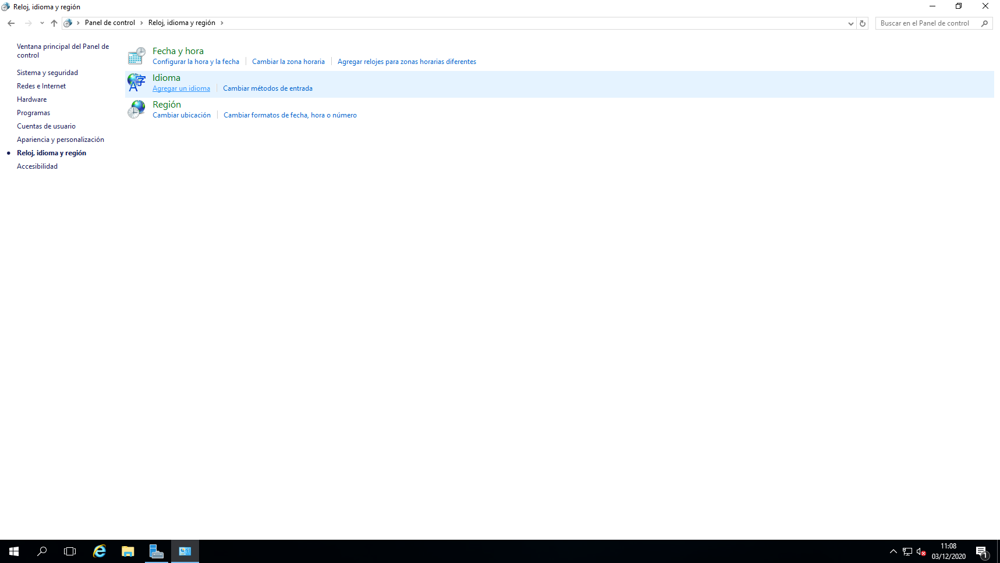 Reloj, idioma y región
Panel de control Reloj, idioma y región
Buscar en el Panel de control
Ventana principal del Panel de
control
Sistema y seguridad
Redes e Internet
Hardware
Programas
Cuentas de usuario
Apariencia y personalización
Reloj, idioma y región
Accesibilidad
Fecha y hora
Configurar la hora y la fecha Cambiar la zona horaria Agregar relojes para zonas horarias diferentes
Idioma
Agregar un idioma Cambiar métodos de entrada
Región
Cambiar ubicación Cambiar formatos de fecha, hora o número
11:08
03/12/2020
1